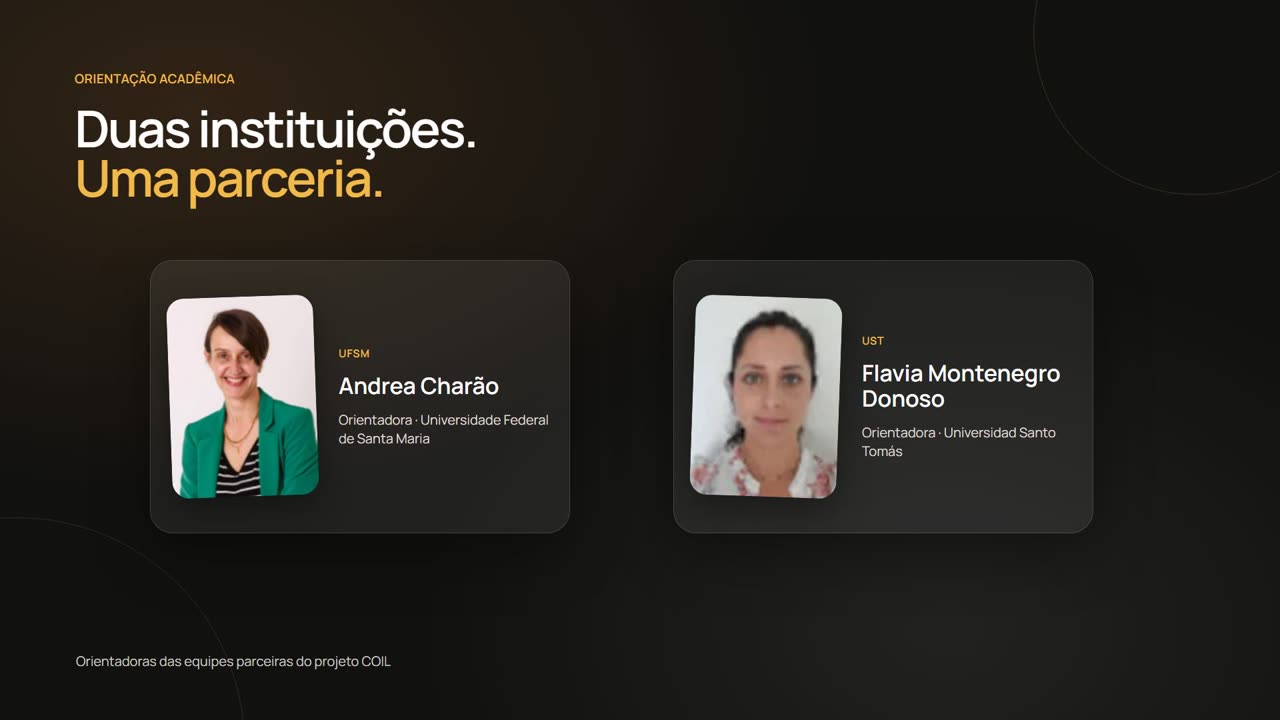 ORIENTAÇÃO ACADÊMICA
Duas instituições.
Uma parceria.
UFSM
Andrea Charão
Orientadora · Universidade Federal
de Santa Maria
UST
Flavia Montenegro
Donoso
Orientadora · Universidad Santo
Tomás
Orientadoras das equipes parceiras do projeto COIL